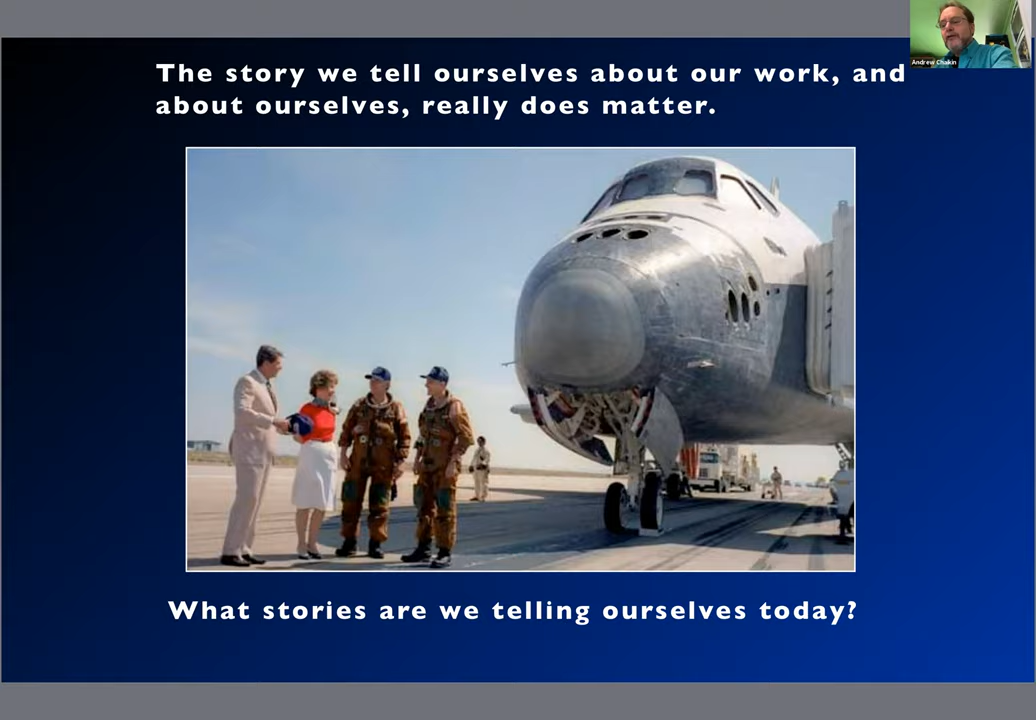 The story we tell ourselves about our work, and
about ourselves, really does matter.
Andrew Chaikin
What stories are we telling ourselves today?